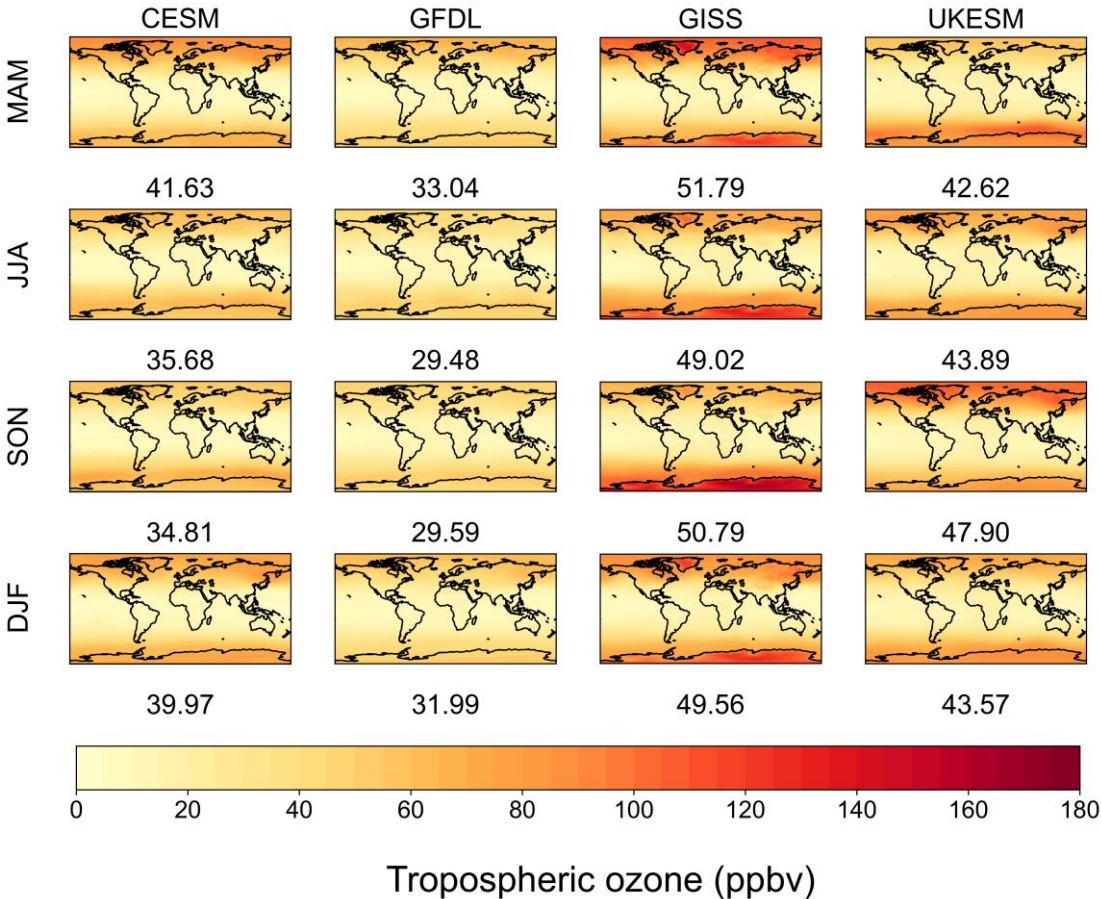 CESM GFDL GISS UKESM
MAM
41.63 33.04 51.79 42.62
JJA
35.68 29.48 49.02 43.89
SON
34.81 29.59 50.79 47.90
DJF
39.97 31.99 49.56 43.57
0 20 40 60 80 100 120 140 160 180
Tropospheric ozone (ppbv)